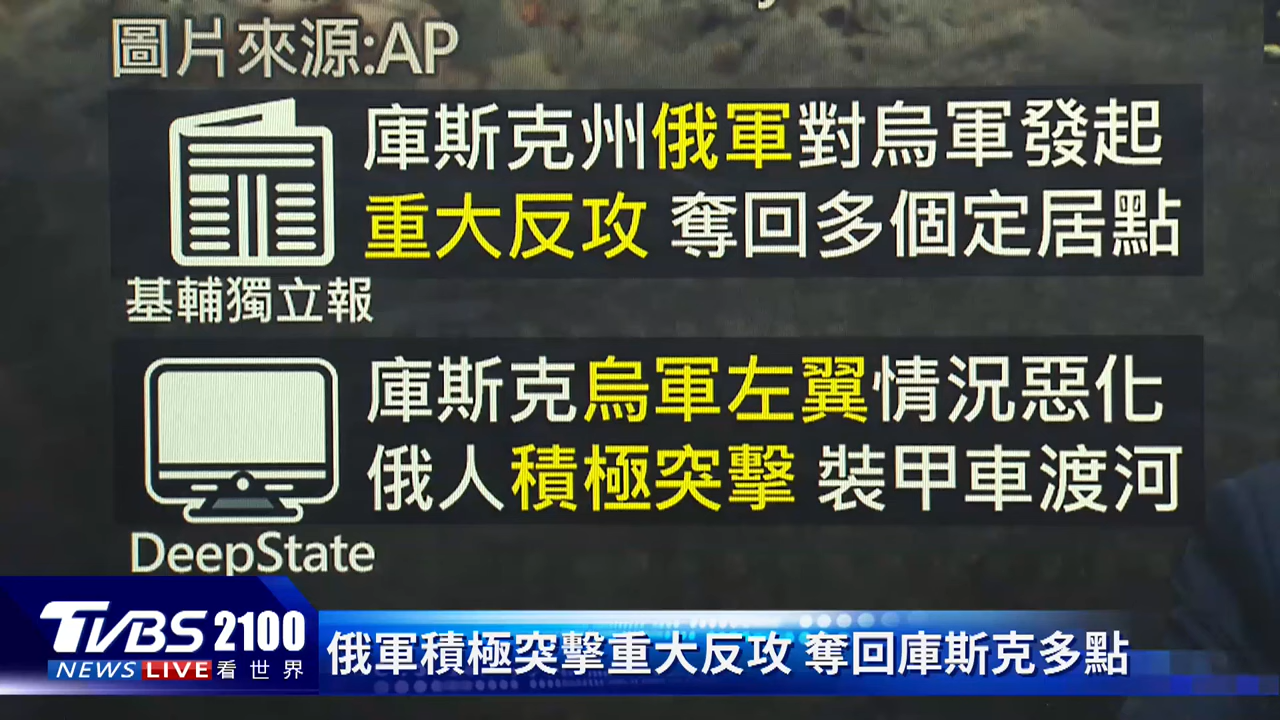 圖片來源:AP
庫斯克州俄軍對烏軍發起
重大反攻 奪回多個定居點
基輔獨立報
庫斯克烏軍左翼情況惡化
俄人積極突擊 裝甲車渡河
DeepState
TVBS 2100
NEWS LIVE 看世界
俄軍積極突擊重大反攻 奪回庫斯克多點